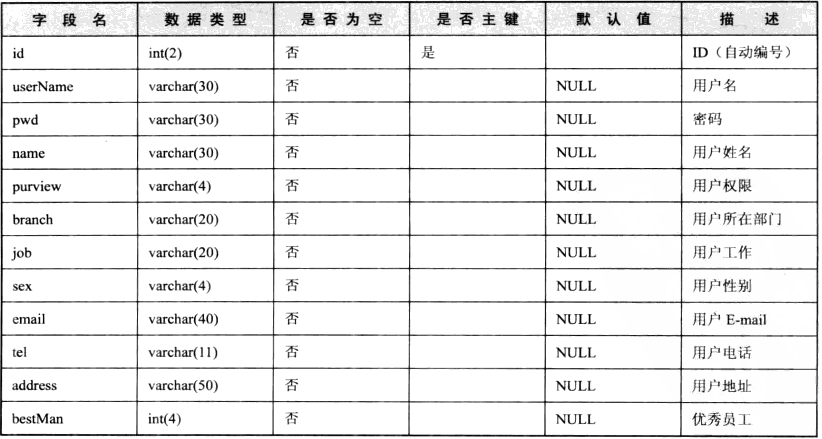 字段名 数据类型 是否为空 是否主键 默认值 描述
id int(2) 否 是 ID（自动编号）
userName varchar(30) 否 NULL 用户名
pwd varchar(30) 否 NULL 密码
name varchar(30) 否 NULL 用户姓名
purview varchar(4) 否 NULL 用户权限
branch varchar(20) 否 NULL 用户所在部门
job varchar(20) 否 NULL 用户工作
sex varchar(4) 否 NULL 用户性别
email varchar(40) 否 NULL 用户 E-mail
tel varchar(11) 否 NULL 用户电话
address varchar(50) 否 NULL 用户地址
bestMan int(4) 否 NULL 优秀员工